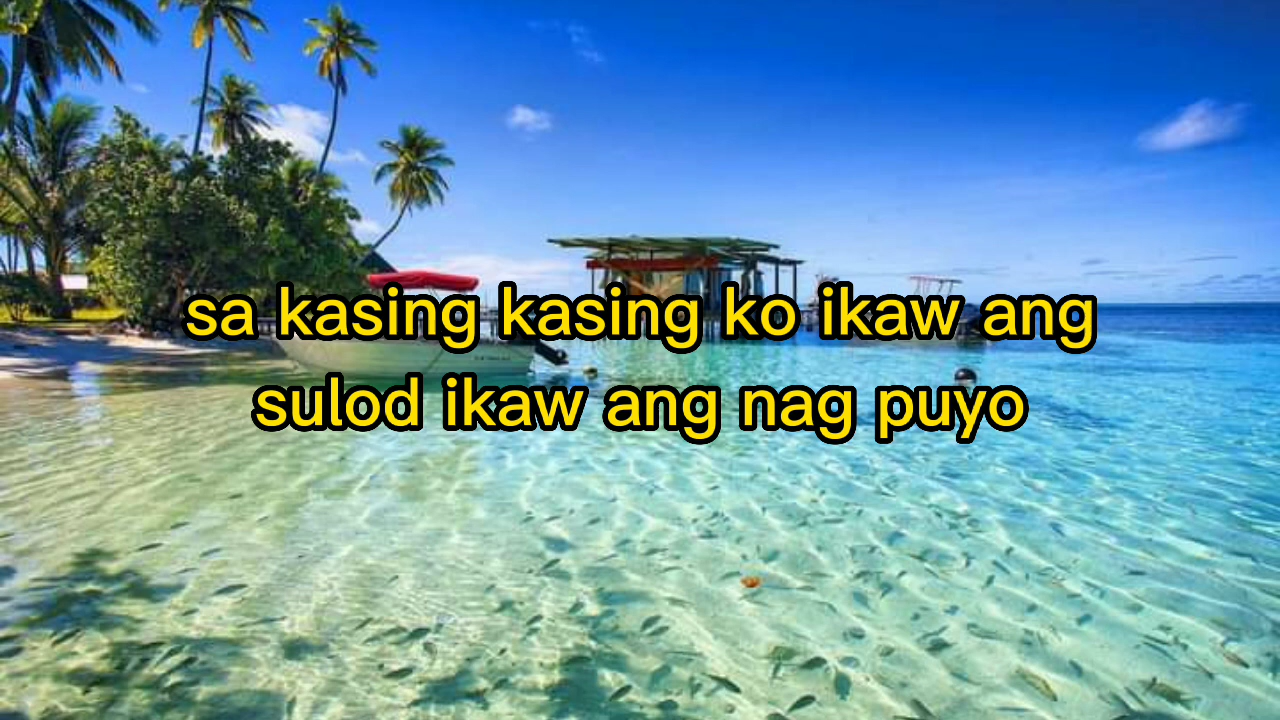 sa kasing kasing ko ikaw ang
sulod ikaw ang nag puyo